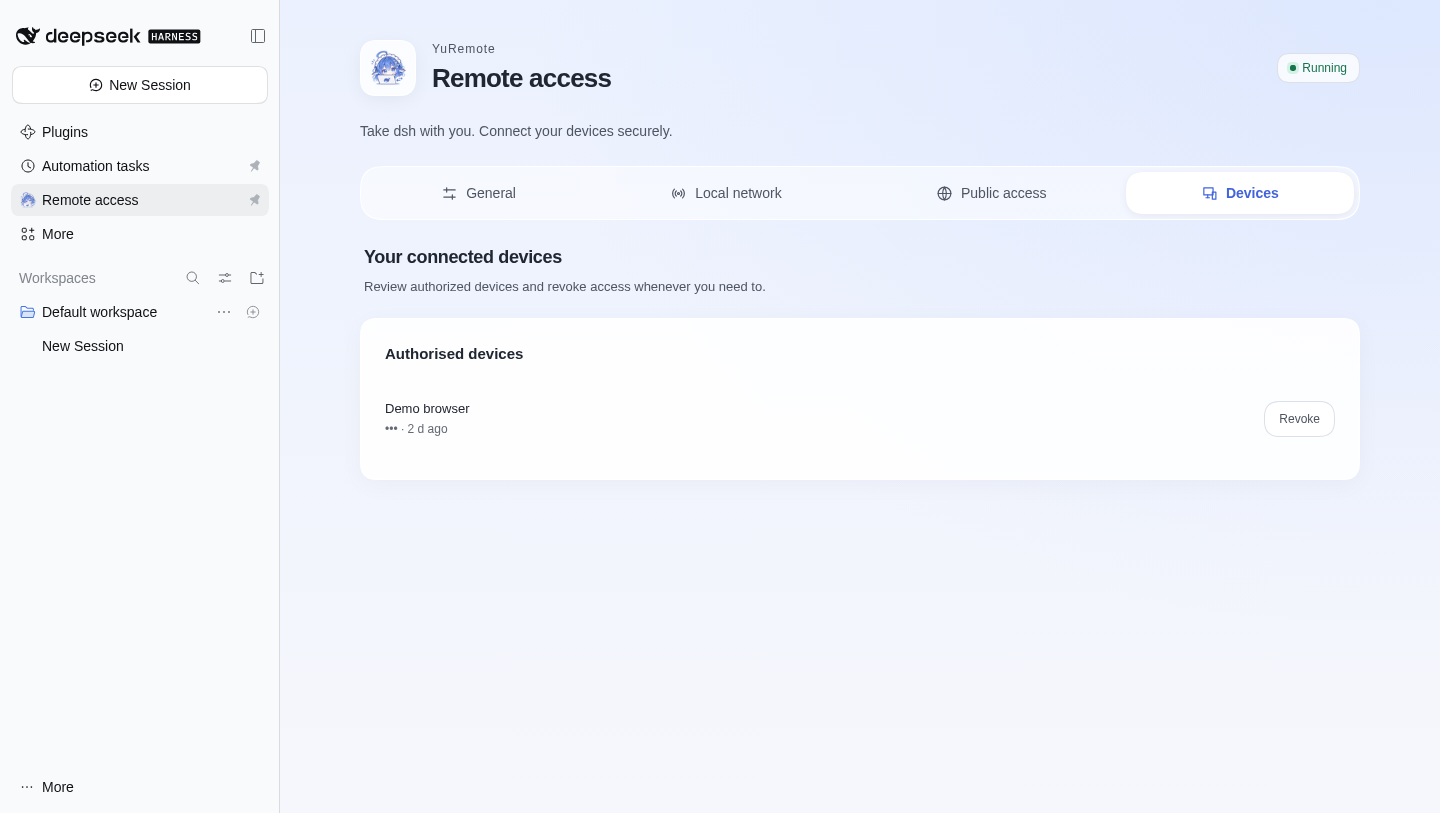 deepseek HARNESS
New Session
Plugins
Automation tasks
Remote access
More
Workspaces
Default workspace
New Session
More
YuRemote
Remote access
Running
Take dsh with you. Connect your devices securely.
General
Local network
Public access
Devices
Your connected devices
Review authorized devices and revoke access whenever you need to.
Authorised devices
Demo browser
••• · 2 d ago
Revoke